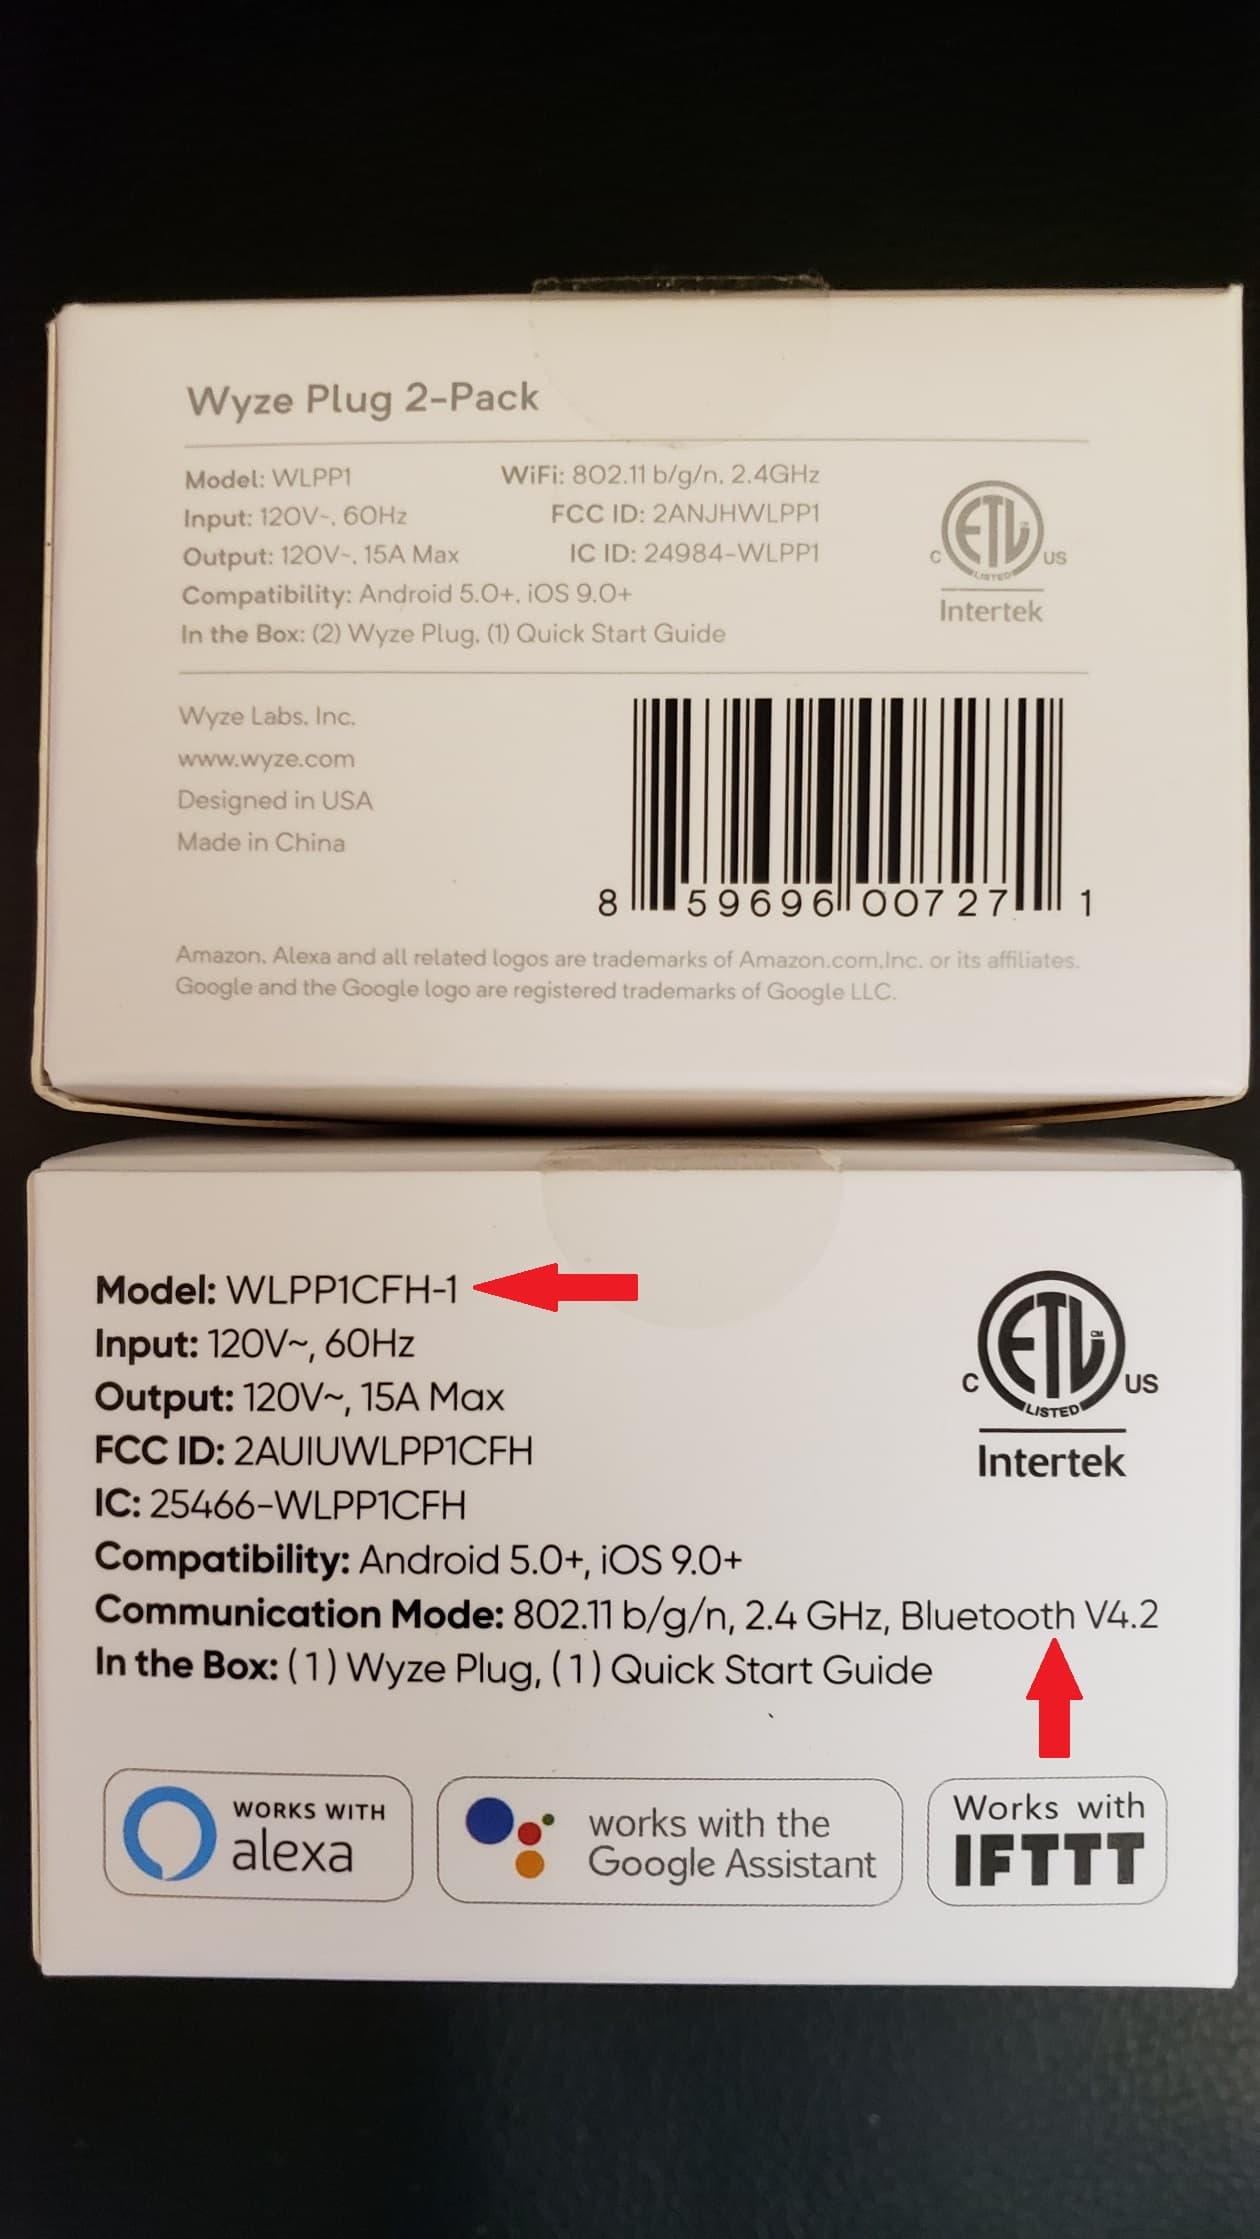 Wyze Plug 2-Pack
Model: WLPP1 WiFi: 802.11 b/g/n, 2.4GHz
Input: 120V~, 60Hz FCC ID: 2ANJHWLPP1
Output: 120V~, 15A Max IC ID: 24984-WLPP1
Compatibility: Android 5.0+, iOS 9.0+
In the Box: (2) Wyze Plug, (1) Quick Start Guide
C ETL US
LISTED
Intertek
Wyze Labs, Inc.
www.wyze.com
Designed in USA
Made in China
8 59696 00727 1
Amazon, Alexa and all related logos are trademarks of Amazon.com,Inc. or its affiliates.
Google and the Google logo are registered trademarks of Google LLC.
Model: WLPP1CFH-1
Input: 120V~, 60Hz
Output: 120V~, 15A Max
FCC ID: 2AUIUWLPP1CFH
IC: 25466-WLPP1CFH
Compatibility: Android 5.0+, iOS 9.0+
Communication Mode: 802.11 b/g/n, 2.4 GHz, Bluetooth V4.2
In the Box: (1) Wyze Plug, (1) Quick Start Guide
C ETL CM US
LISTED
Intertek
WORKS WITH
alexa
works with the
Google Assistant
Works with
IFTTT